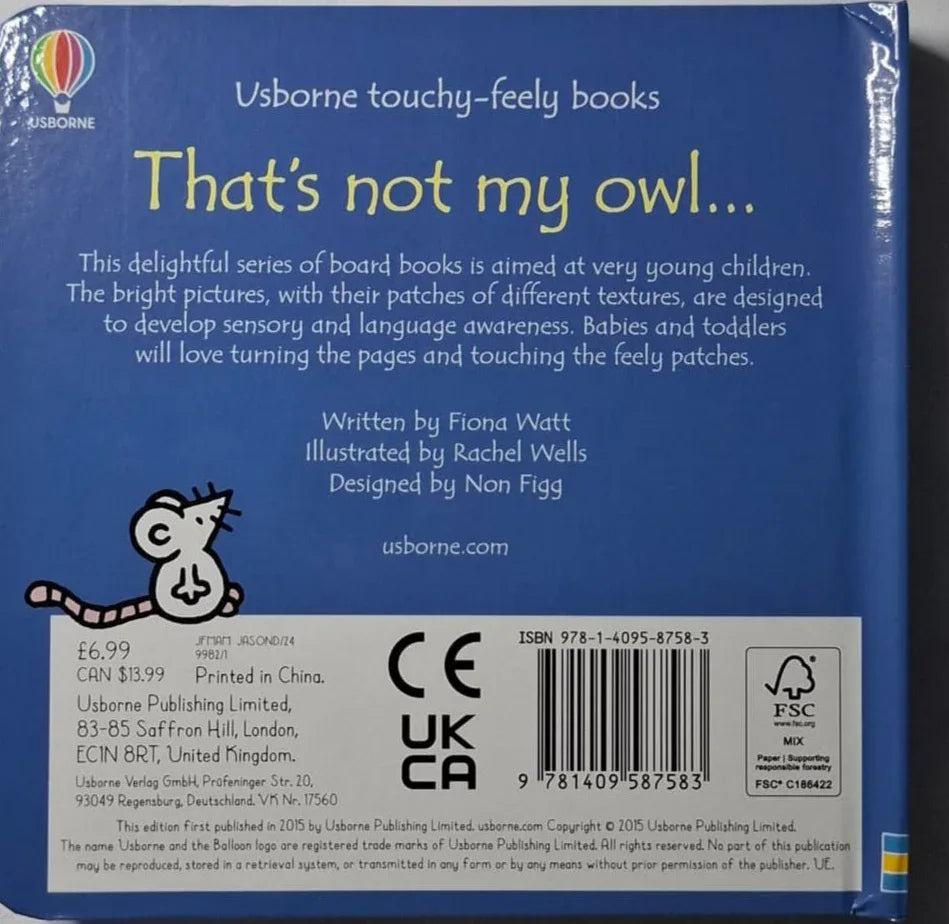 USBORNE
Usborne touchy-feely books
That's not my owl...
This delightful series of board books is aimed at very young children.
The bright pictures, with their patches of different textures, are designed
to develop sensory and language awareness. Babies and toddlers
will love turning the pages and touching the feely patches.
Written by Fiona Watt
Illustrated by Rachel Wells
Designed by Non Figg
usborne.com
£6.99
CAN $13.99
JFMAM JASOND/24
9982/1
Printed in China.
Usborne Publishing Limited,
83-85 Saffron Hill, London,
EC1N 8RT, United Kingdom.
Usborne Verlag GmbH, Prüfeninger Str. 20,
93049 Regensburg, Deutschland. VK Nr. 17560
CE
UK
CA
ISBN 978-1-4095-8758-3
9 781409 587583
FSC
www.fsc.org
MIX
Paper | Supporting
responsible forestry
FSC® C186422
This edition first published in 2015 by Usborne Publishing Limited. usborne.com Copyright © 2015 Usborne Publishing Limited.
The name Usborne and the Balloon logo are registered trade marks of Usborne Publishing Limited. All rights reserved. No part of this publication
may be reproduced, stored in a retrieval system, or transmitted in any form or by any means without prior permission of the publisher. UE.